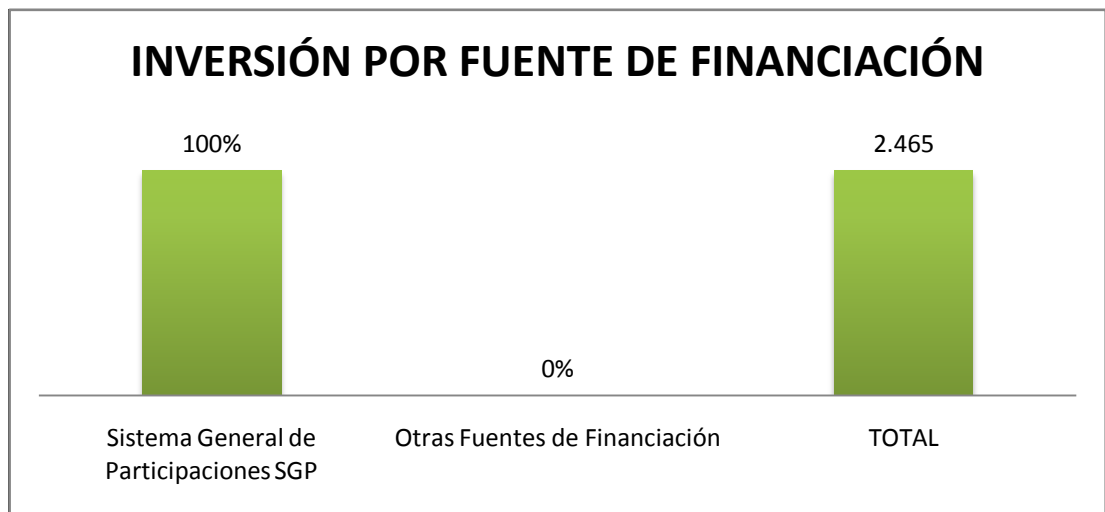 INVERSIÓN POR FUENTE DE FINANCIACIÓN
100%
2.465
0%
Sistema General de
Participaciones SGP
Otras Fuentes de Financiación
TOTAL